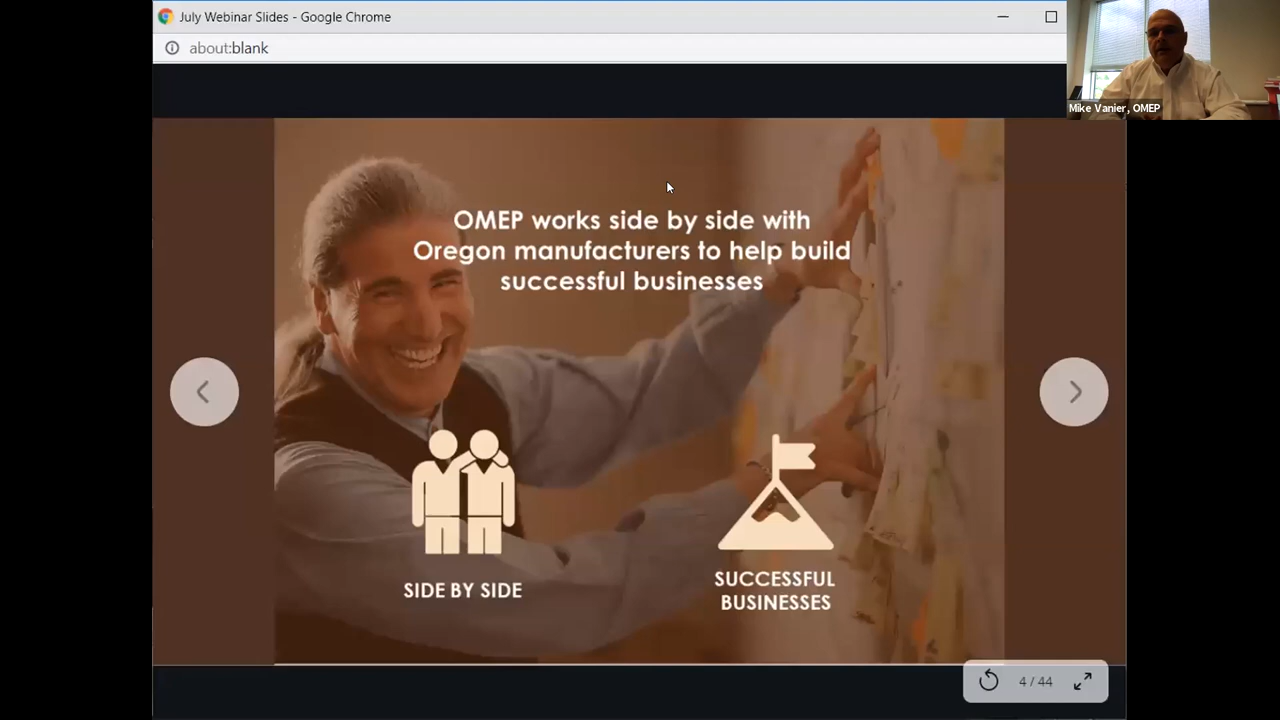 July Webinar Slides - Google Chrome
about:blank
Mike Vanier, OMEP
OMEP works side by side with
Oregon manufacturers to help build
successful businesses
SIDE BY SIDE
SUCCESSFUL
BUSINESSES
4 / 44